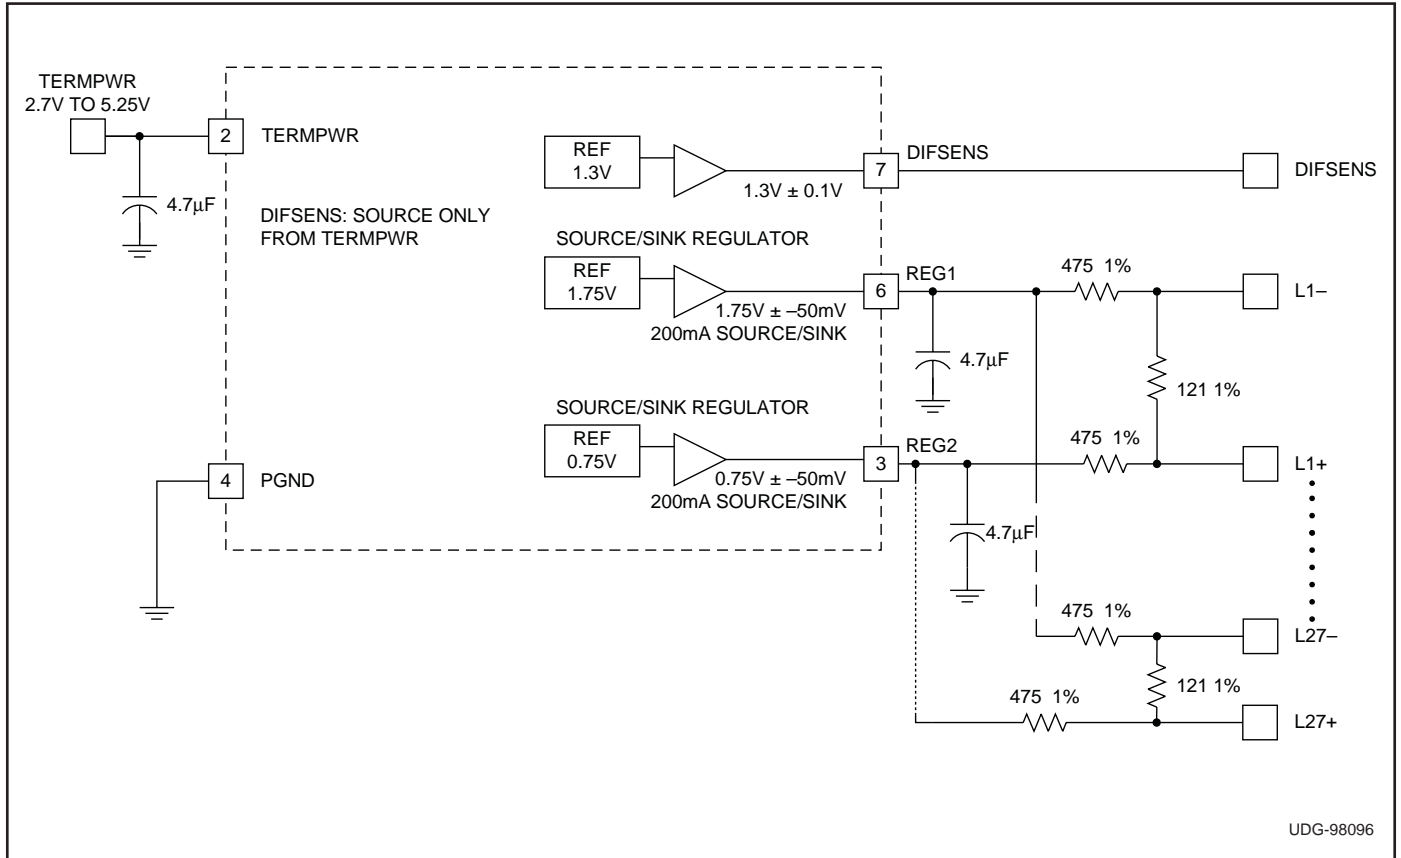 TERMPWR
2.7V TO 5.25V
2
TERMPWR
4.7μF
DIFSENS: SOURCE ONLY
FROM TERMPWR
REF
1.3V
1.3V ± 0.1V
7
DIFSENS
DIFSENS
SOURCE/SINK REGULATOR
REF
1.75V
1.75V ± –50mV
200mA SOURCE/SINK
6
REG1
475 1%
L1–
4.7μF
121 1%
SOURCE/SINK REGULATOR
REF
0.75V
0.75V ± –50mV
200mA SOURCE/SINK
3
REG2
475 1%
L1+
4
PGND
4.7μF
475 1%
L27–
121 1%
475 1%
L27+
UDG-98096